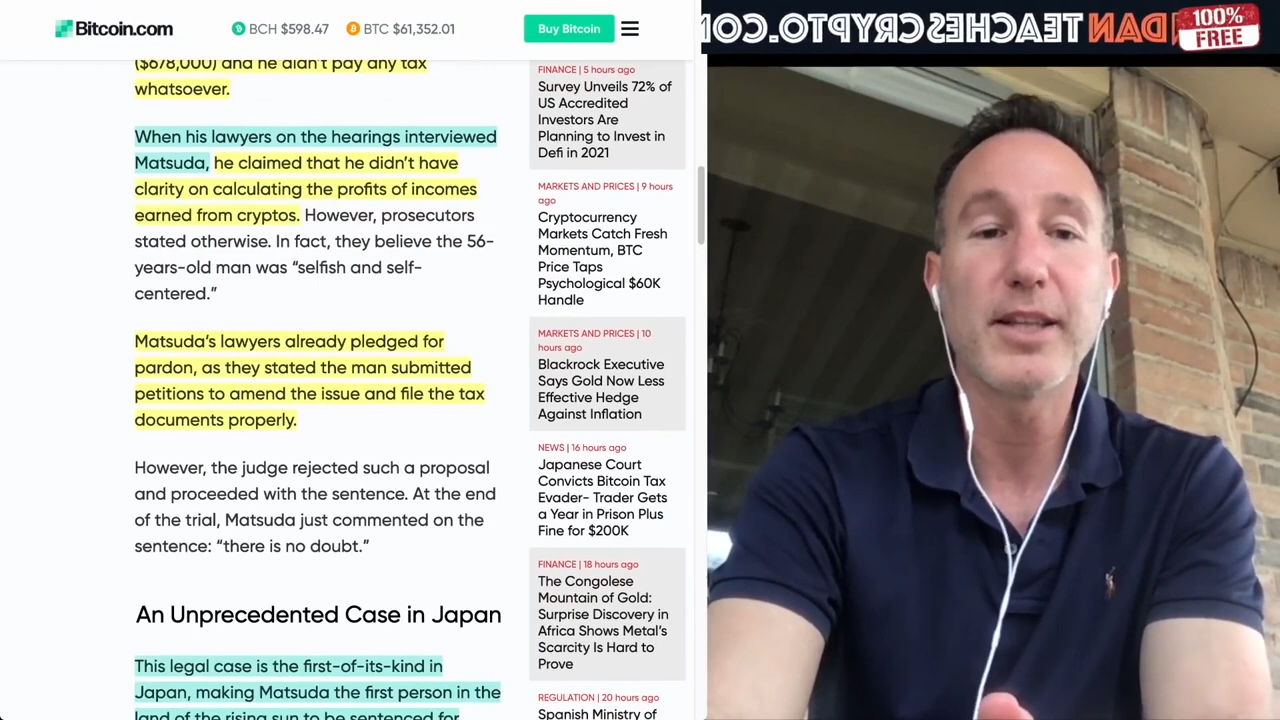 Bitcoin.com
BCH $598.47
BTC $61,352.01
Buy Bitcoin
($678,000) and he didn't pay any tax
whatsoever.
When his lawyers on the hearings interviewed
Matsuda, he claimed that he didn't have
clarity on calculating the profits of incomes
earned from cryptos. However, prosecutors
stated otherwise. In fact, they believe the 56-
years-old man was “selfish and self-
centered.”
Matsuda's lawyers already pledged for
pardon, as they stated the man submitted
petitions to amend the issue and file the tax
documents properly.
However, the judge rejected such a proposal
and proceeded with the sentence. At the end
of the trial, Matsuda just commented on the
sentence: “there is no doubt.”
An Unprecedented Case in Japan
This legal case is the first-of-its-kind in
Japan, making Matsuda the first person in the
land of the rising sun to be sentenced for
FINANCE | 5 hours ago
Survey Unveils 72% of
US Accredited
Investors Are
Planning to Invest in
Defi in 2021
MARKETS AND PRICES | 9 hours
ago
Cryptocurrency
Markets Catch Fresh
Momentum, BTC
Price Taps
Psychological $60K
Handle
MARKETS AND PRICES | 10
hours ago
Blackrock Executive
Says Gold Now Less
Effective Hedge
Against Inflation
NEWS | 16 hours ago
Japanese Court
Convicts Bitcoin Tax
Evader- Trader Gets
a Year in Prison Plus
Fine for $200K
FINANCE | 18 hours ago
The Congolese
Mountain of Gold:
Surprise Discovery in
Africa Shows Metal's
Scarcity Is Hard to
Prove
REGULATION | 20 hours ago
Spanish Ministry of
DAN TEACHESCRYPTO.CO
100%
FREE